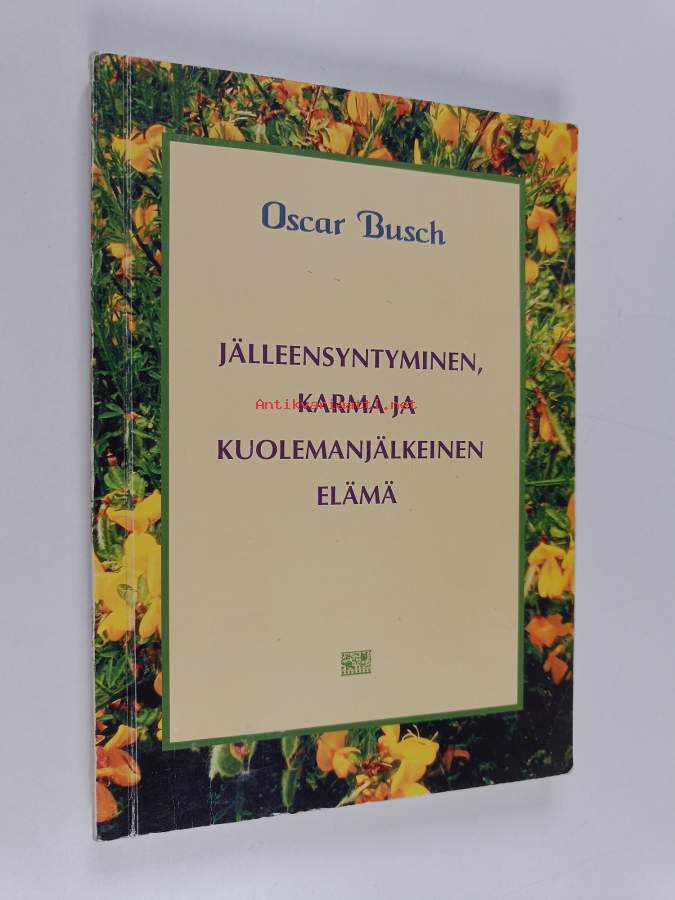 Oscar Busch
JÄLLEENSYNTYMINEN,
KARMA JA
Antikvariaatti.net
KUOLEMANJÄLKEINEN
ELÄMÄ